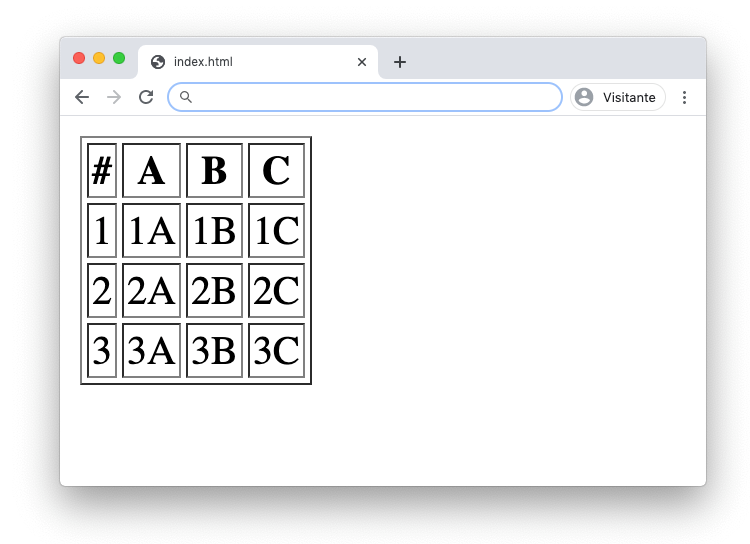 index.html
Visitante
# A B C
1 1A 1B 1C
2 2A 2B 2C
3 3A 3B 3C